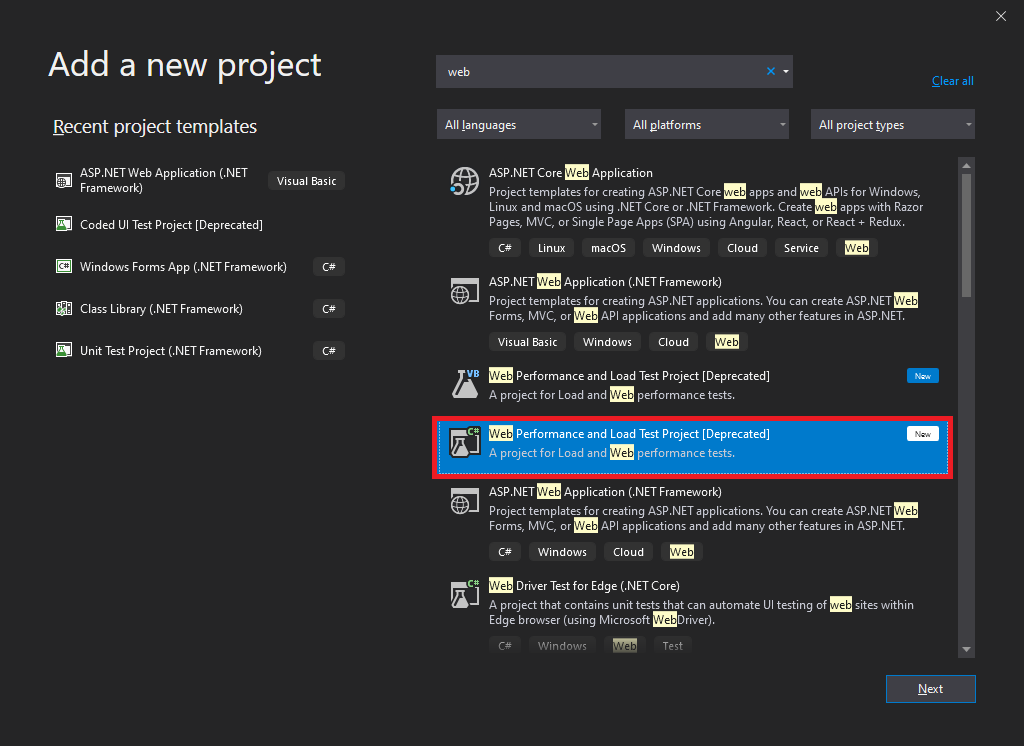 Add a new project
Recent project templates
ASP.NET Web Application (.NET
Framework)
Visual Basic
Coded UI Test Project [Deprecated]
C# Windows Forms App (.NET Framework)
C#
Class Library (.NET Framework)
C#
Unit Test Project (.NET Framework)
C#
web
Clear all
All languages
All platforms
All project types
ASP.NET Core Web Application
Project templates for creating ASP.NET Core web apps and web APIs for Windows,
Linux and macOS using .NET Core or .NET Framework. Create web apps with Razor
Pages, MVC, or Single Page Apps (SPA) using Angular, React, or React + Redux.
C# Linux macOS Windows Cloud Service Web
ASP.NET Web Application (.NET Framework)
Project templates for creating ASP.NET applications. You can create ASP.NET Web
Forms, MVC, or Web API applications and add many other features in ASP.NET.
Visual Basic Windows Cloud Web
VB Web Performance and Load Test Project [Deprecated] New
A project for Load and Web performance tests.
C# Web Performance and Load Test Project [Deprecated] New
A project for Load and Web performance tests.
ASP.NET Web Application (.NET Framework)
Project templates for creating ASP.NET applications. You can create ASP.NET Web
Forms, MVC, or Web API applications and add many other features in ASP.NET.
C# Windows Cloud Web
C# Web Driver Test for Edge (.NET Core)
A project that contains unit tests that can automate UI testing of web sites within
Edge browser (using Microsoft WebDriver).
C# Windows Web Test
Next